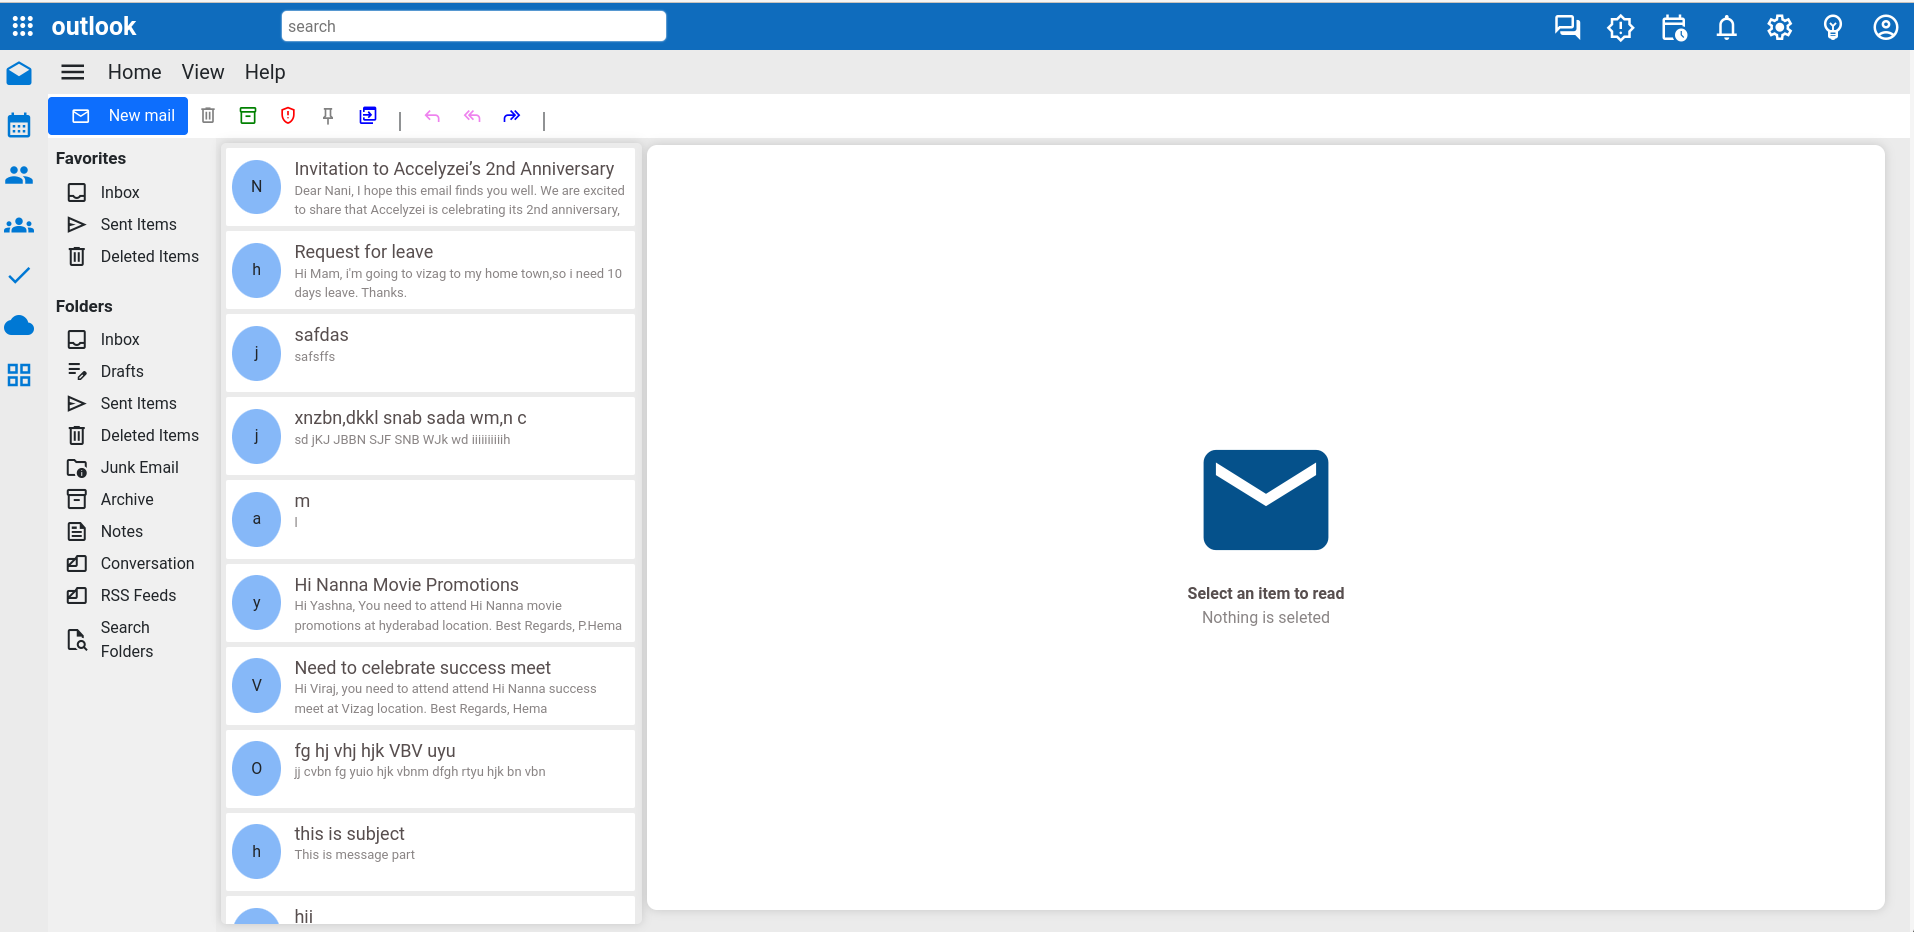 outlook
search
Home View Help
New mail
Favorites
Inbox
Sent Items
Deleted Items
Folders
Inbox
Drafts
Sent Items
Deleted Items
Junk Email
Archive
Notes
Conversation
RSS Feeds
Search
Folders
N
Invitation to Accelyzei’s 2nd Anniversary
Dear Nani, I hope this email finds you well. We are excited
to share that Accelyzei is celebrating its 2nd anniversary,
h
Request for leave
Hi Mam, i'm going to vizag to my home town,so i need 10
days leave. Thanks.
j
safdas
safsffs
j
xnzbn,dkkl snab sada wm,n c
sd jKJ JBBN SJF SNB WJk wd iiiiiiiiiih
a
m
l
y
Hi Nanna Movie Promotions
Hi Yashna, You need to attend Hi Nanna movie
promotions at hyderabad location. Best Regards, P.Hema
V
Need to celebrate success meet
Hi Viraj, you need to attend attend Hi Nanna success
meet at Vizag location. Best Regards, Hema
O
fg hj vhj hjk VBV uyu
jj cvbn fg yuio hjk vbnm dfgh rtyu hjk bn vbn
h
this is subject
This is message part
hii
Select an item to read
Nothing is seleted